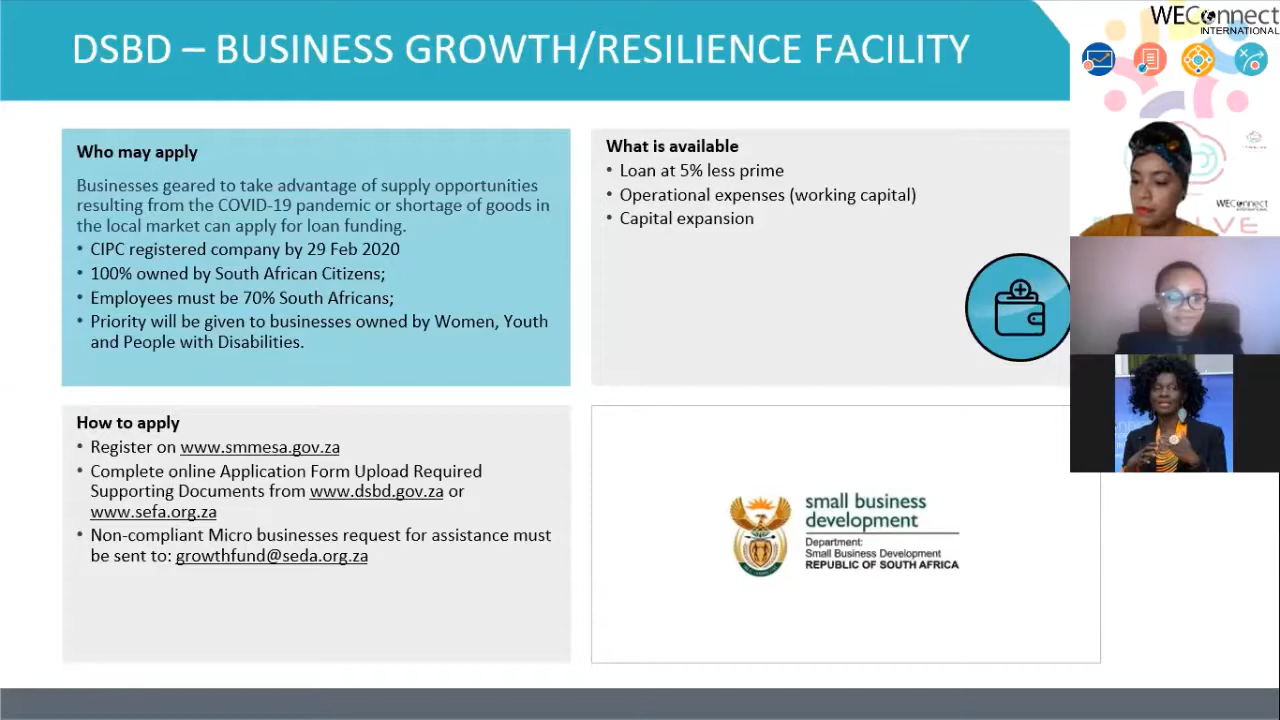 DSBD – BUSINESS GROWTH/RESILIENCE FACILITY
WEConnect
INTERNATIONAL
Who may apply
Businesses geared to take advantage of supply opportunities
resulting from the COVID-19 pandemic or shortage of goods in
the local market can apply for loan funding.
• CIPC registered company by 29 Feb 2020
• 100% owned by South African Citizens;
• Employees must be 70% South Africans;
• Priority will be given to businesses owned by Women, Youth
and People with Disabilities.
What is available
• Loan at 5% less prime
• Operational expenses (working capital)
• Capital expansion
WEConnect
LVE
How to apply
• Register on www.smmesa.gov.za
• Complete online Application Form Upload Required
Supporting Documents from www.dsbd.gov.za or
www.sefa.org.za
• Non-compliant Micro businesses request for assistance must
be sent to: growthfund@seda.org.za
small business
development
Department:
Small Business Development
REPUBLIC OF SOUTH AFRICA